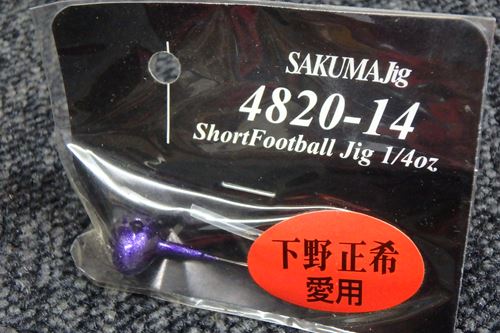 SAKUMAJig
4820-14
ShortFootball Jig 1/4oz
下野正希
愛用